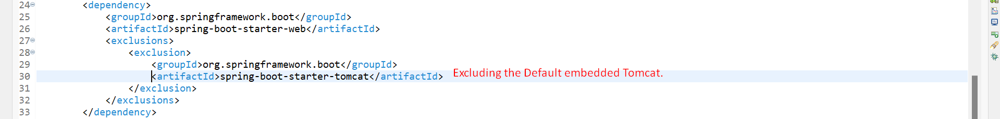 24 <dependency>
25 <groupId>org.springframework.boot</groupId>
26 <artifactId>spring-boot-starter-web</artifactId>
27 <exclusions>
28 <exclusion>
29 <groupId>org.springframework.boot</groupId>
30 <artifactId>spring-boot-starter-tomcat</artifactId> Excluding the Default embedded Tomcat.
31 </exclusion>
32 </exclusions>
33 </dependency>